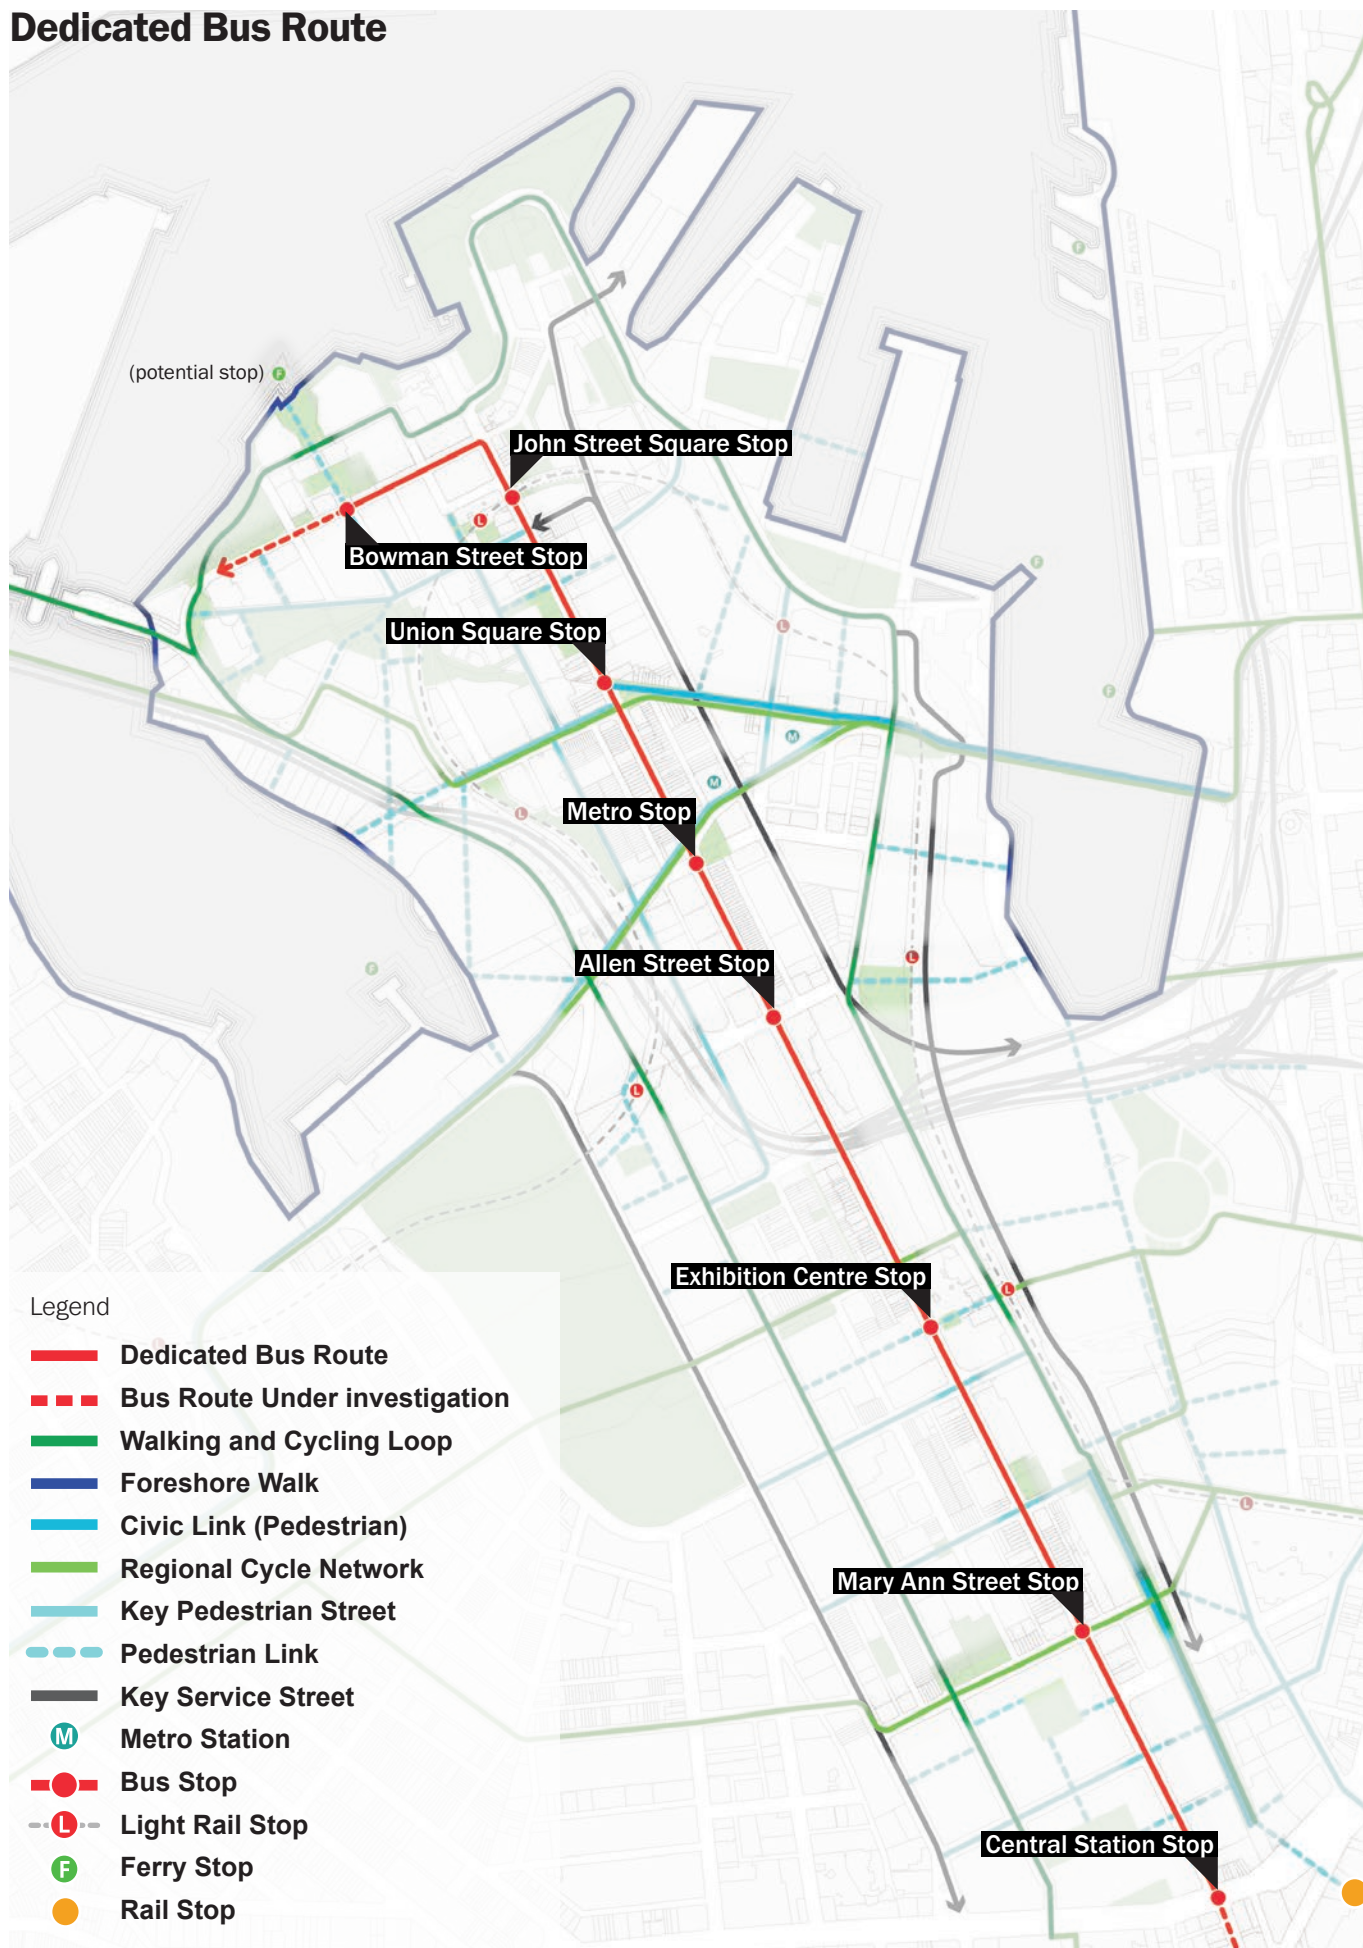 Dedicated Bus Route
(potential stop)
F
F
John Street Square Stop
L
Bowman Street Stop
F
Union Square Stop
L
F
M
M
Metro Stop
L
Allen Street Stop
L
F
L
Exhibition Centre Stop
L
L
Mary Ann Street Stop
Central Station Stop
Legend
Dedicated Bus Route
Bus Route Under investigation
Walking and Cycling Loop
Foreshore Walk
Civic Link (Pedestrian)
Regional Cycle Network
Key Pedestrian Street
Pedestrian Link
Key Service Street
M Metro Station
Bus Stop
L Light Rail Stop
F Ferry Stop
Rail Stop